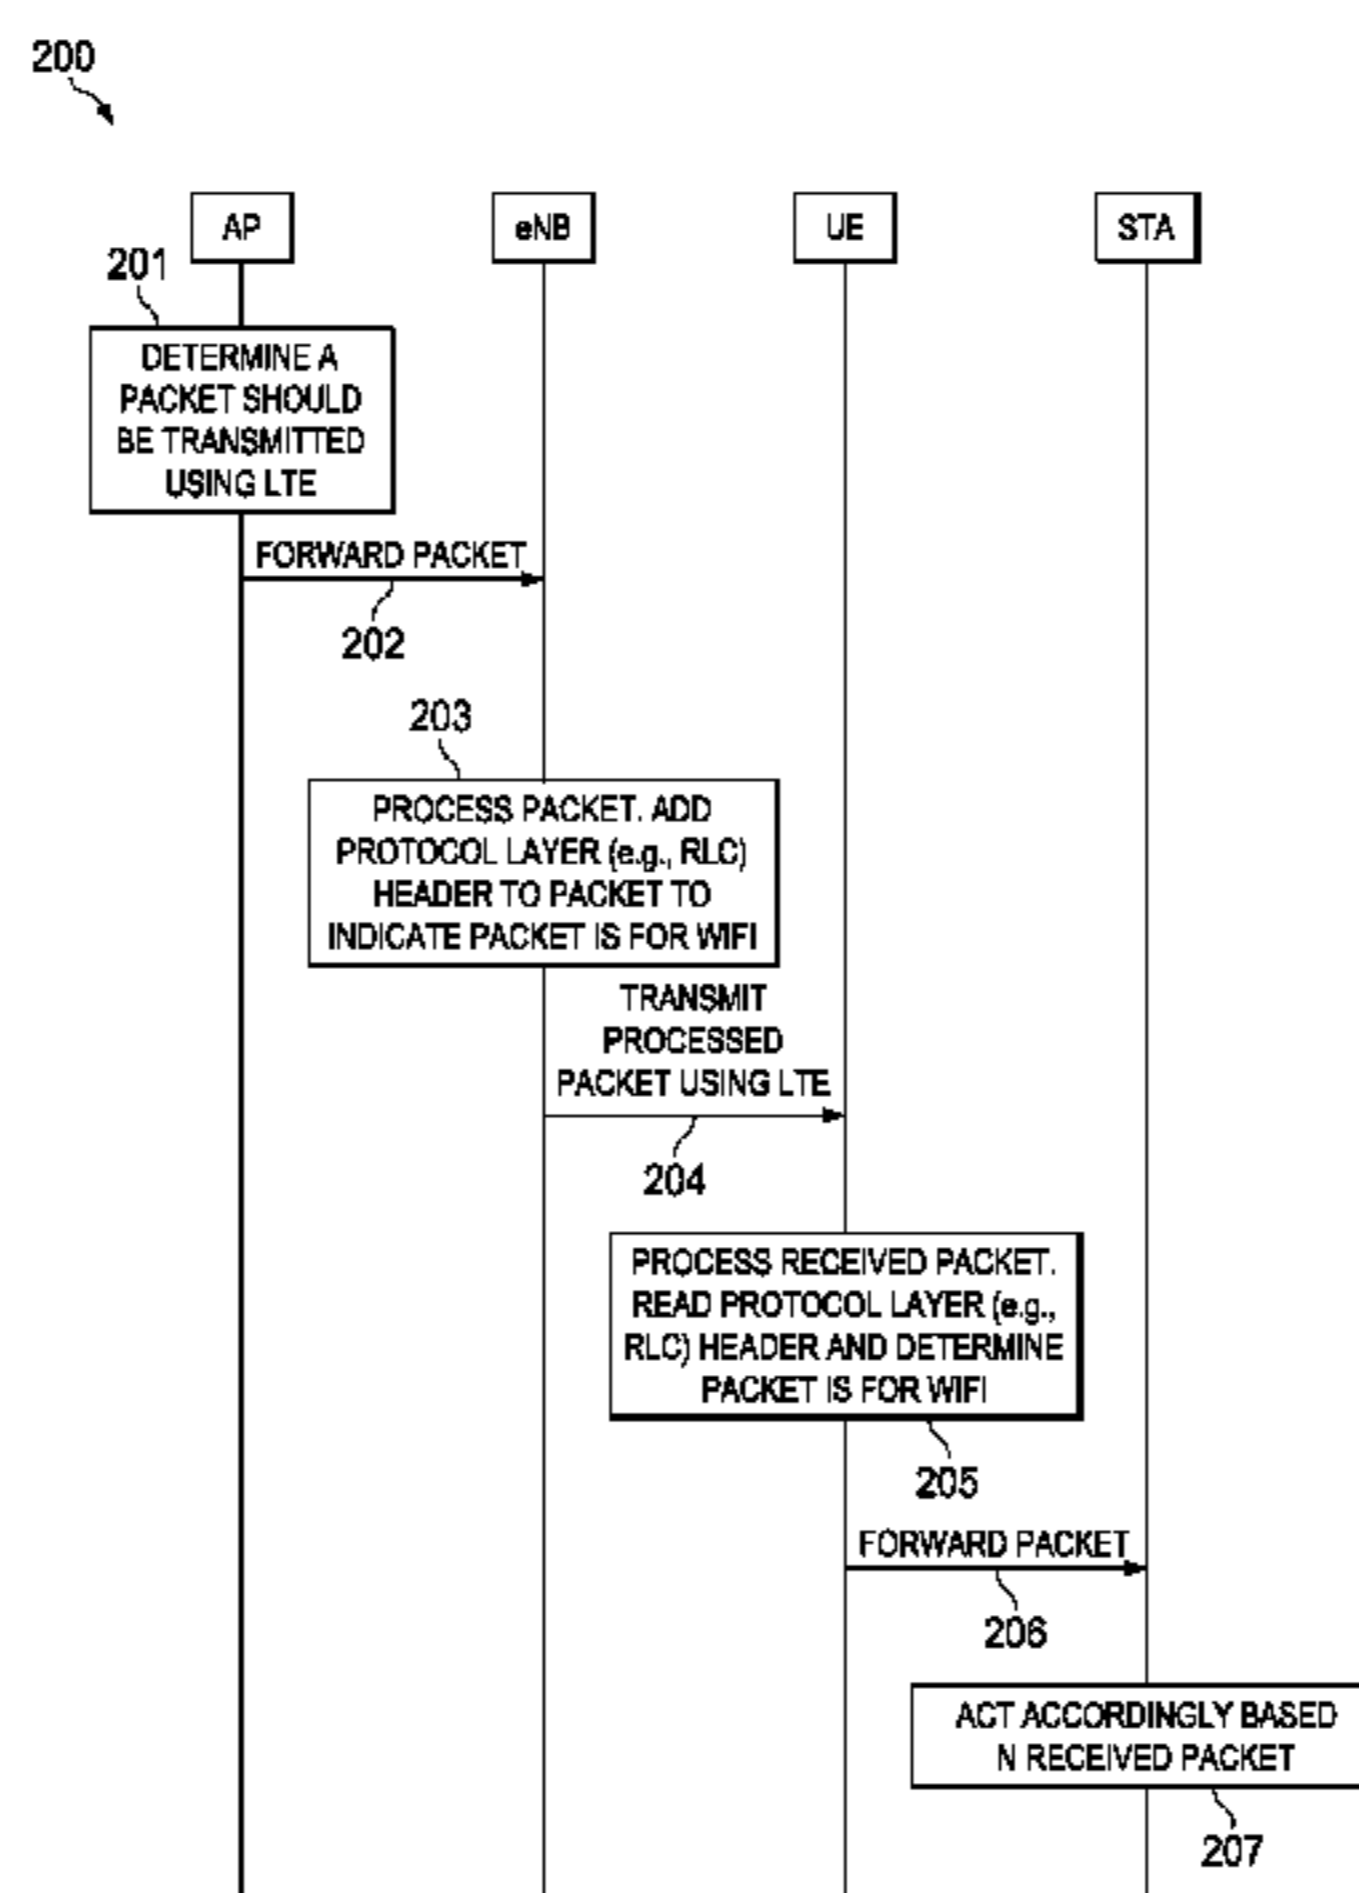 200
AP
eNB
UE
STA
201
DETERMINE A
PACKET SHOULD
BE TRANSMITTED
USING LTE
FORWARD PACKET
202
203
PROCESS PACKET. ADD
PROTOCOL LAYER (e.g., RLC)
HEADER TO PACKET TO
INDICATE PACKET IS FOR WIFI
TRANSMIT
PROCESSED
PACKET USING LTE
204
PROCESS RECEIVED PACKET.
READ PROTOCOL LAYER (e.g.,
RLC) HEADER AND DETERMINE
PACKET IS FOR WIFI
205
FORWARD PACKET
206
ACT ACCORDINGLY BASED
N RECEIVED PACKET
207